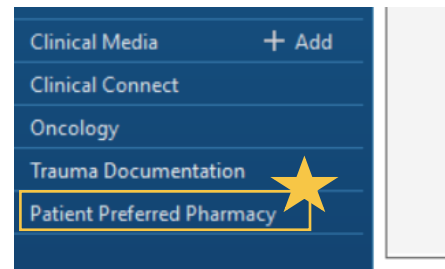 Clinical Media + Add
Clinical Connect
Oncology
Trauma Documentation
Patient Preferred Pharmacy